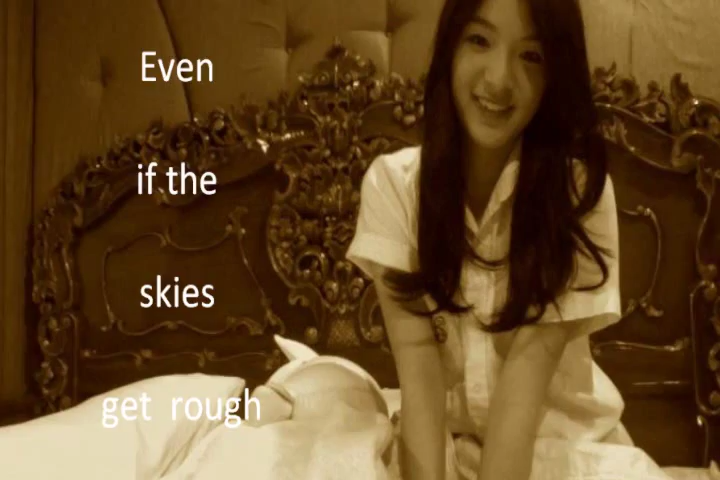 Even
if the
skies
get rough